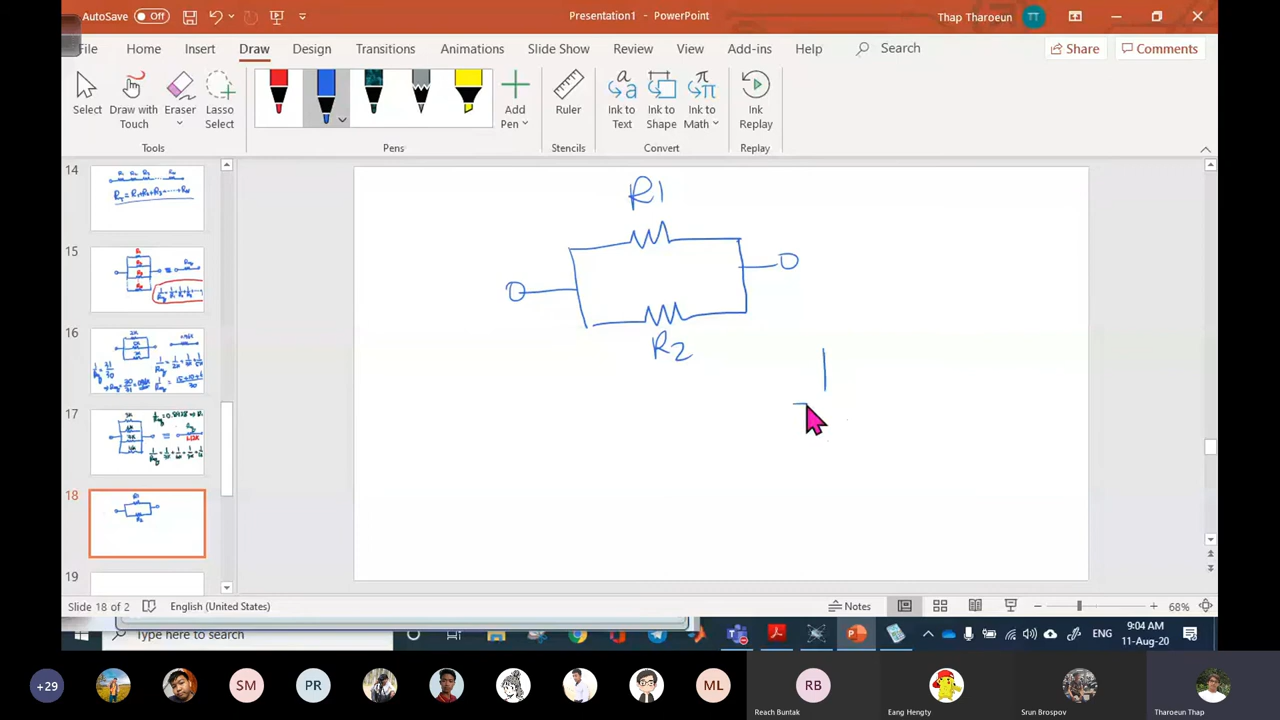 AutoSave Off
Presentation1 - PowerPoint
Thap Tharoeun TT
File Home Insert Draw Design Transitions Animations Slide Show Review View Add-ins Help Search
Share Comments
Select
Draw with Touch
Eraser
Lasso Select
Add Pen
Ruler
Ink to Text
Ink to Shape
Ink to Math
Ink Replay
Tools
Pens
Stencils
Convert
Replay
14
15
16
17
18
19
R1
R2
Slide 18 of 2 English (United States)
Notes
68%
Type here to search
ENG
9:04 AM
11-Aug-20
+29
SM
PR
ML
RB
Reach Buntak
Eang Hengty
Srun Brospov
Tharoeun Thap